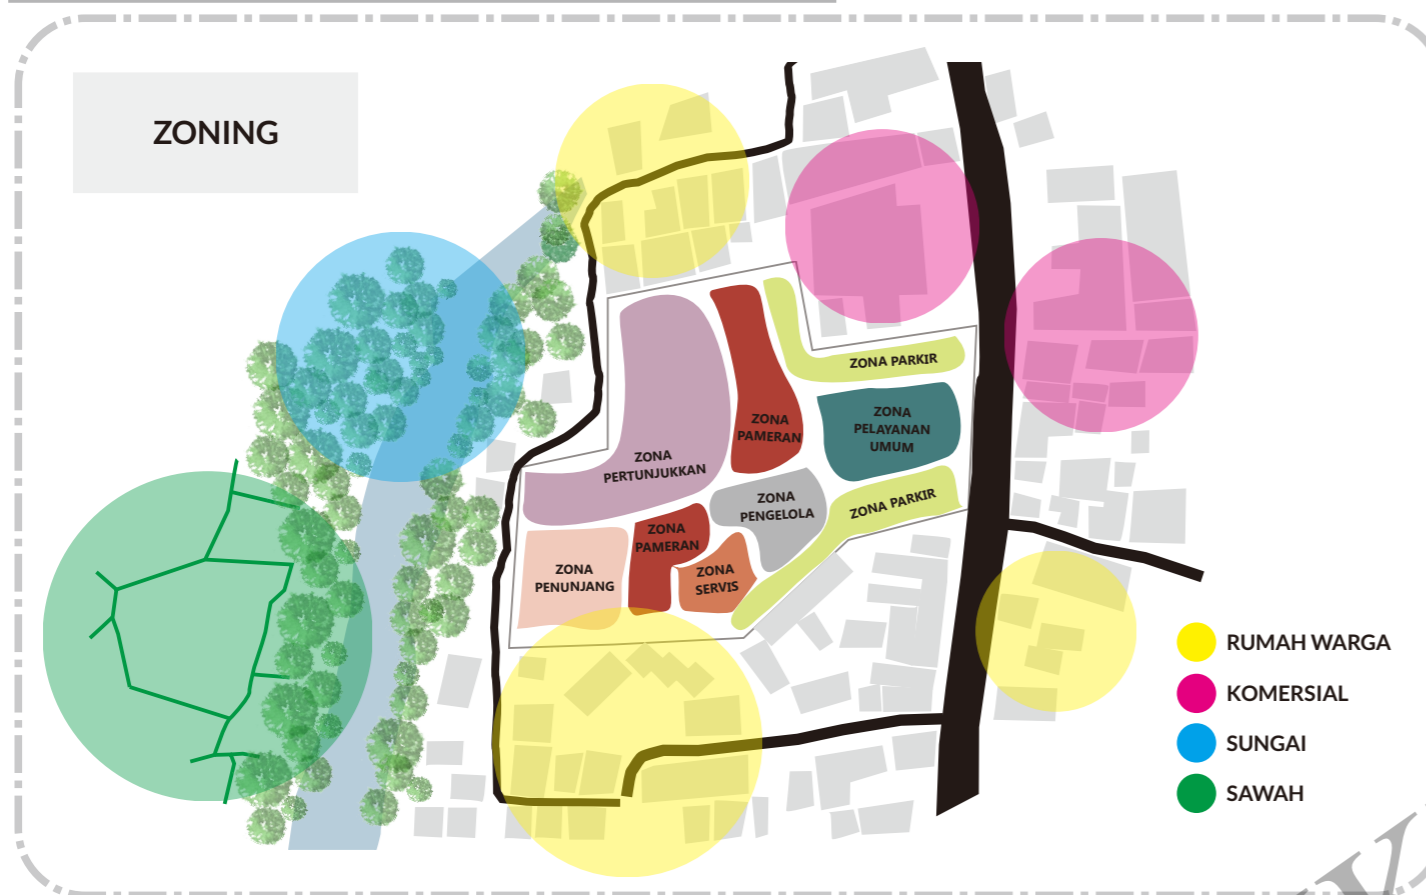 ZONING
ZONA PARKIR
ZONA
PAMERAN
ZONA
PELAYANAN
UMUM
ZONA
PERTUNJUKKAN
ZONA
PENGELOLA
ZONA PARKIR
ZONA
PAMERAN
ZONA
PENUNJANG
ZONA
SERVIS
RUMAH WARGA
KOMERSIAL
SUNGAI
SAWAH